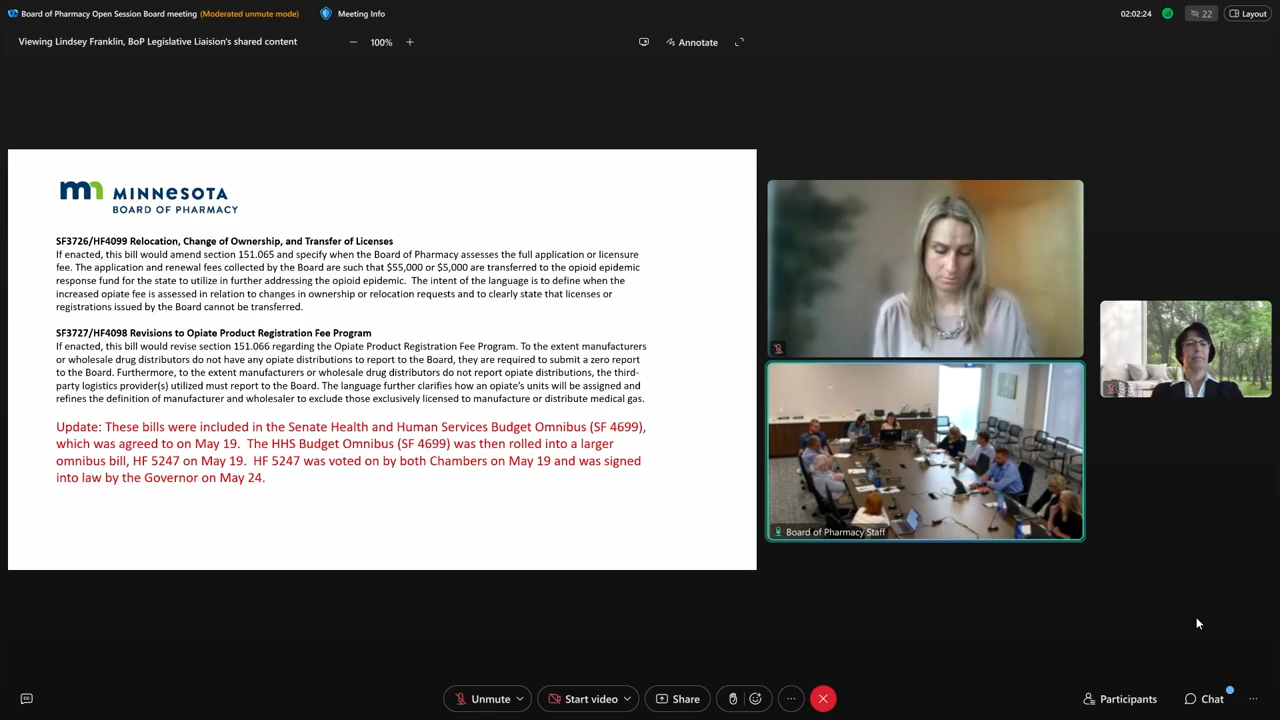 Board of Pharmacy Open Session Board meeting (Moderated unmute mode) Meeting Info 02:02:24 22 Layout
Viewing Lindsey Franklin, BoP Legislative Liaision's shared content 100% Annotate
MINNESOTA
BOARD OF PHARMACY
SF3726/HF4099 Relocation, Change of Ownership, and Transfer of Licenses
If enacted, this bill would amend section 151.065 and specify when the Board of Pharmacy assesses the full application or licensure
fee. The application and renewal fees collected by the Board are such that $55,000 or $5,000 are transferred to the opioid epidemic
response fund for the state to utilize in further addressing the opioid epidemic. The intent of the language is to define when the
increased opiate fee is assessed in relation to changes in ownership or relocation requests and to clearly state that licenses or
registrations issued by the Board cannot be transferred.
SF3727/HF4098 Revisions to Opiate Product Registration Fee Program
If enacted, this bill would revise section 151.066 regarding the Opiate Product Registration Fee Program. To the extent manufacturers
or wholesale drug distributors do not have any opiate distributions to report to the Board, they are required to submit a zero report
to the Board. Furthermore, to the extent manufacturers or wholesale drug distributors do not report opiate distributions, the third-
party logistics provider(s) utilized must report to the Board. The language further clarifies how an opiate's units will be assigned and
refines the definition of manufacturer and wholesaler to exclude those exclusively licensed to manufacture or distribute medical gas.
Update: These bills were included in the Senate Health and Human Services Budget Omnibus (SF 4699),
which was agreed to on May 19. The HHS Budget Omnibus (SF 4699) was then rolled into a larger
omnibus bill, HF 5247 on May 19. HF 5247 was voted on by both Chambers on May 19 and was signed
into law by the Governor on May 24.
Board of Pharmacy Staff
Unmute Start video Share Participants Chat